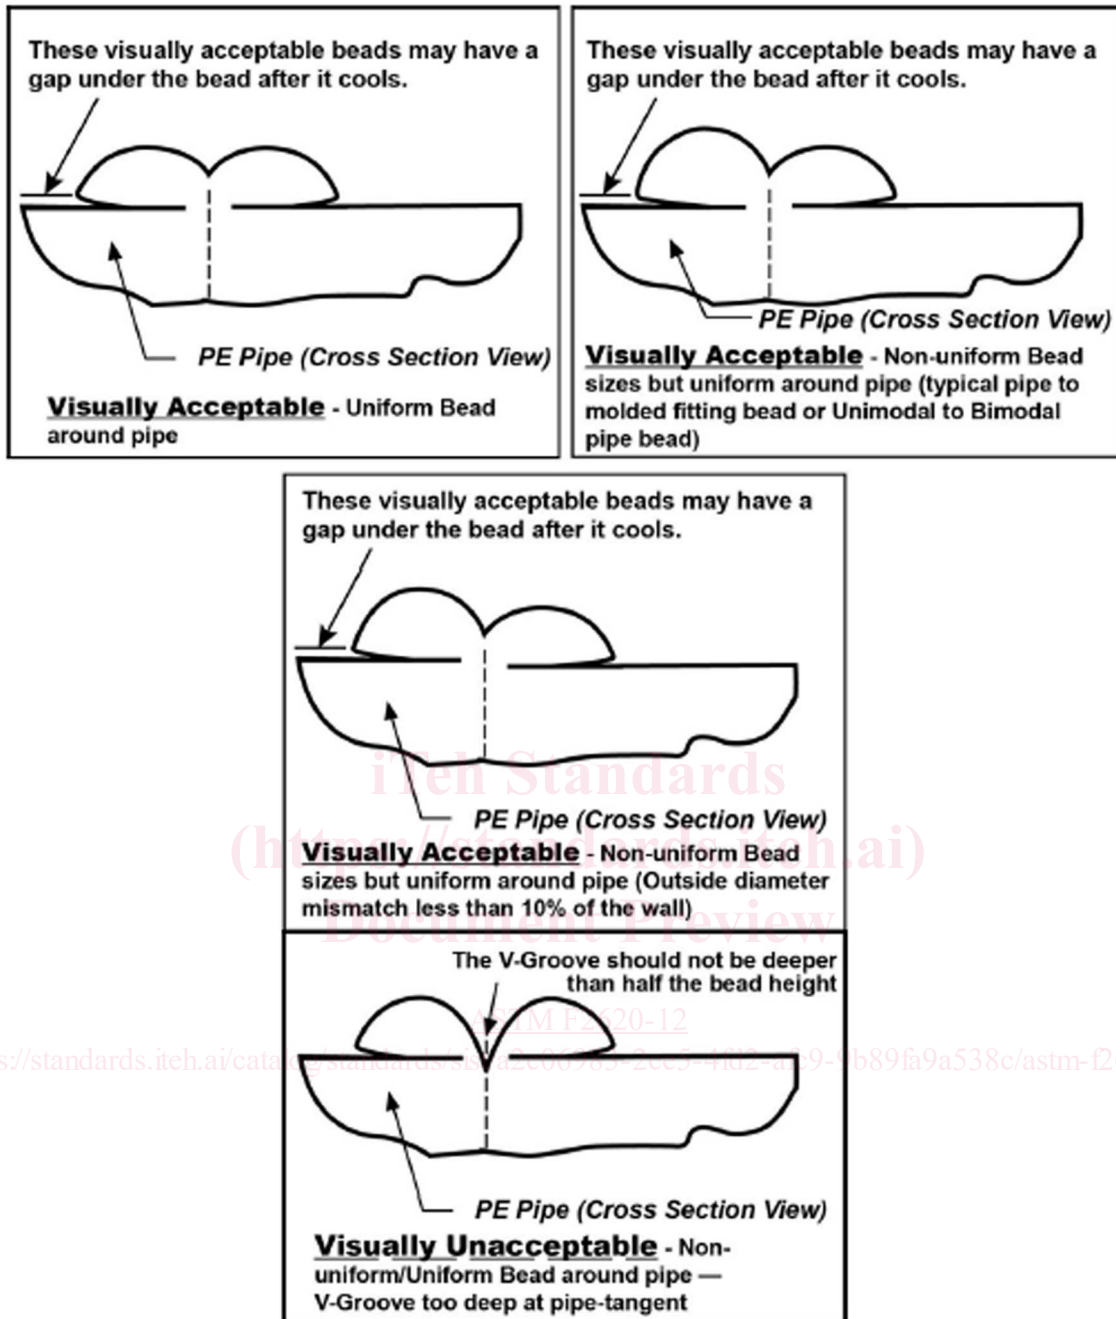 These visually acceptable beads may have a
gap under the bead after it cools.
PE Pipe (Cross Section View)
Visually Acceptable - Uniform Bead
around pipe
These visually acceptable beads may have a
gap under the bead after it cools.
PE Pipe (Cross Section View)
Visually Acceptable - Non-uniform Bead
sizes but uniform around pipe (typical pipe to
molded fitting bead or Unimodal to Bimodal
pipe bead)
These visually acceptable beads may have a
gap under the bead after it cools.
iTeh Standards
PE Pipe (Cross Section View)
(https://standards.iteh.ai)
Visually Acceptable - Non-uniform Bead
sizes but uniform around pipe (Outside diameter
mismatch less than 10% of the wall)
Document Preview
The V-Groove should not be deeper
than half the bead height
ASTM F2620-12
PE Pipe (Cross Section View)
Visually Unacceptable - Non-
uniform/Uniform Bead around pipe —
V-Groove too deep at pipe-tangent